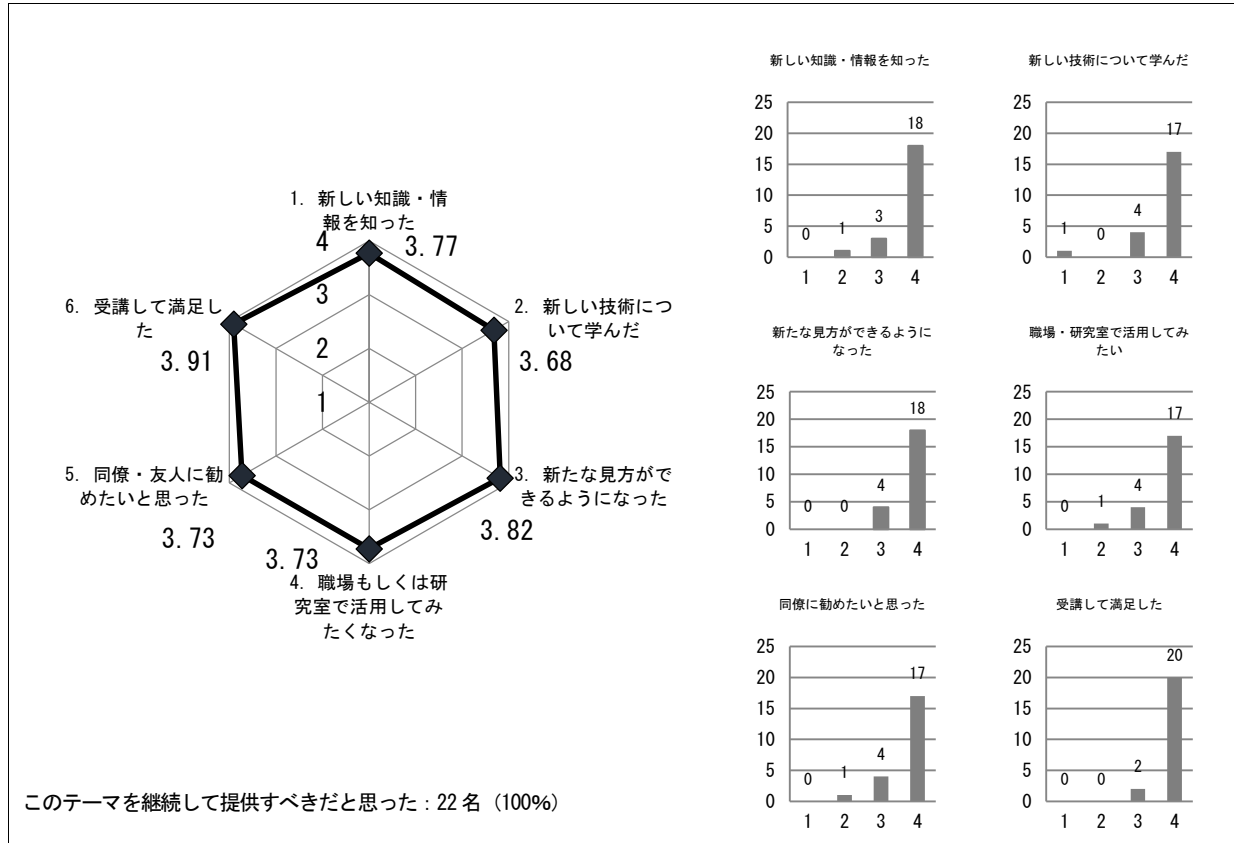 1. 新しい知識・情
報を知った
4
3.77
3
2
1
2. 新しい技術につ
いて学んだ
3.68
3. 新たな見方がで
きるようになった
3.82
3.73
4. 職場もしくは研
究室で活用してみ
たくなった
5. 同僚・友人に勧
めたいと思った
3.73
6. 受講して満足し
た
3.91
このテーマを継続して提供すべきだと思った：22名（100%）
新しい知識・情報を知った
25
20
15
10
5
0
0
1
3
18
1 2 3 4
新しい技術について学んだ
25
20
15
10
5
0
1
0
4
17
1 2 3 4
新たな見方ができるように
なった
25
20
15
10
5
0
0
0
4
18
1 2 3 4
職場・研究室で活用してみ
たい
25
20
15
10
5
0
0
1
4
17
1 2 3 4
同僚に勧めたいと思った
25
20
15
10
5
0
0
1
4
17
1 2 3 4
受講して満足した
25
20
15
10
5
0
0
0
2
20
1 2 3 4